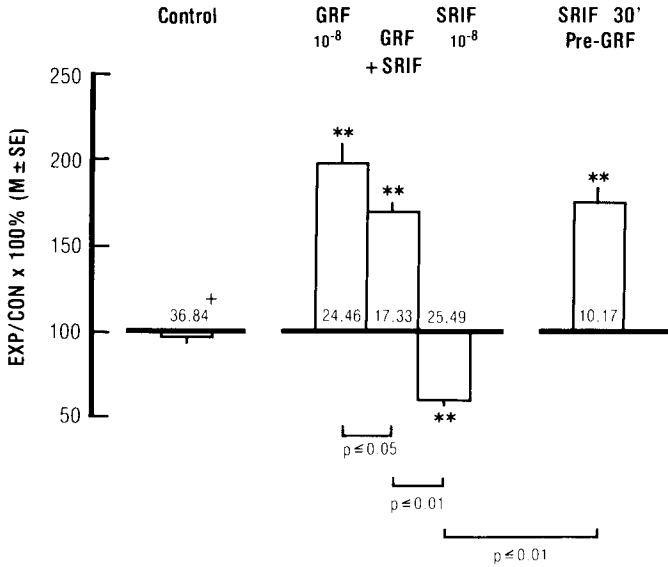 Control GRF SRIF SRIF 30'
10-8 GRF 10-8 Pre-GRF
+ SRIF
250
200
150
100
50
EXP/CON x 100% (M ± SE)
**
**
**
+
36.84
24.46 17.33 25.49
10.17
**
p≤0.05
p≤0.01
p≤0.01